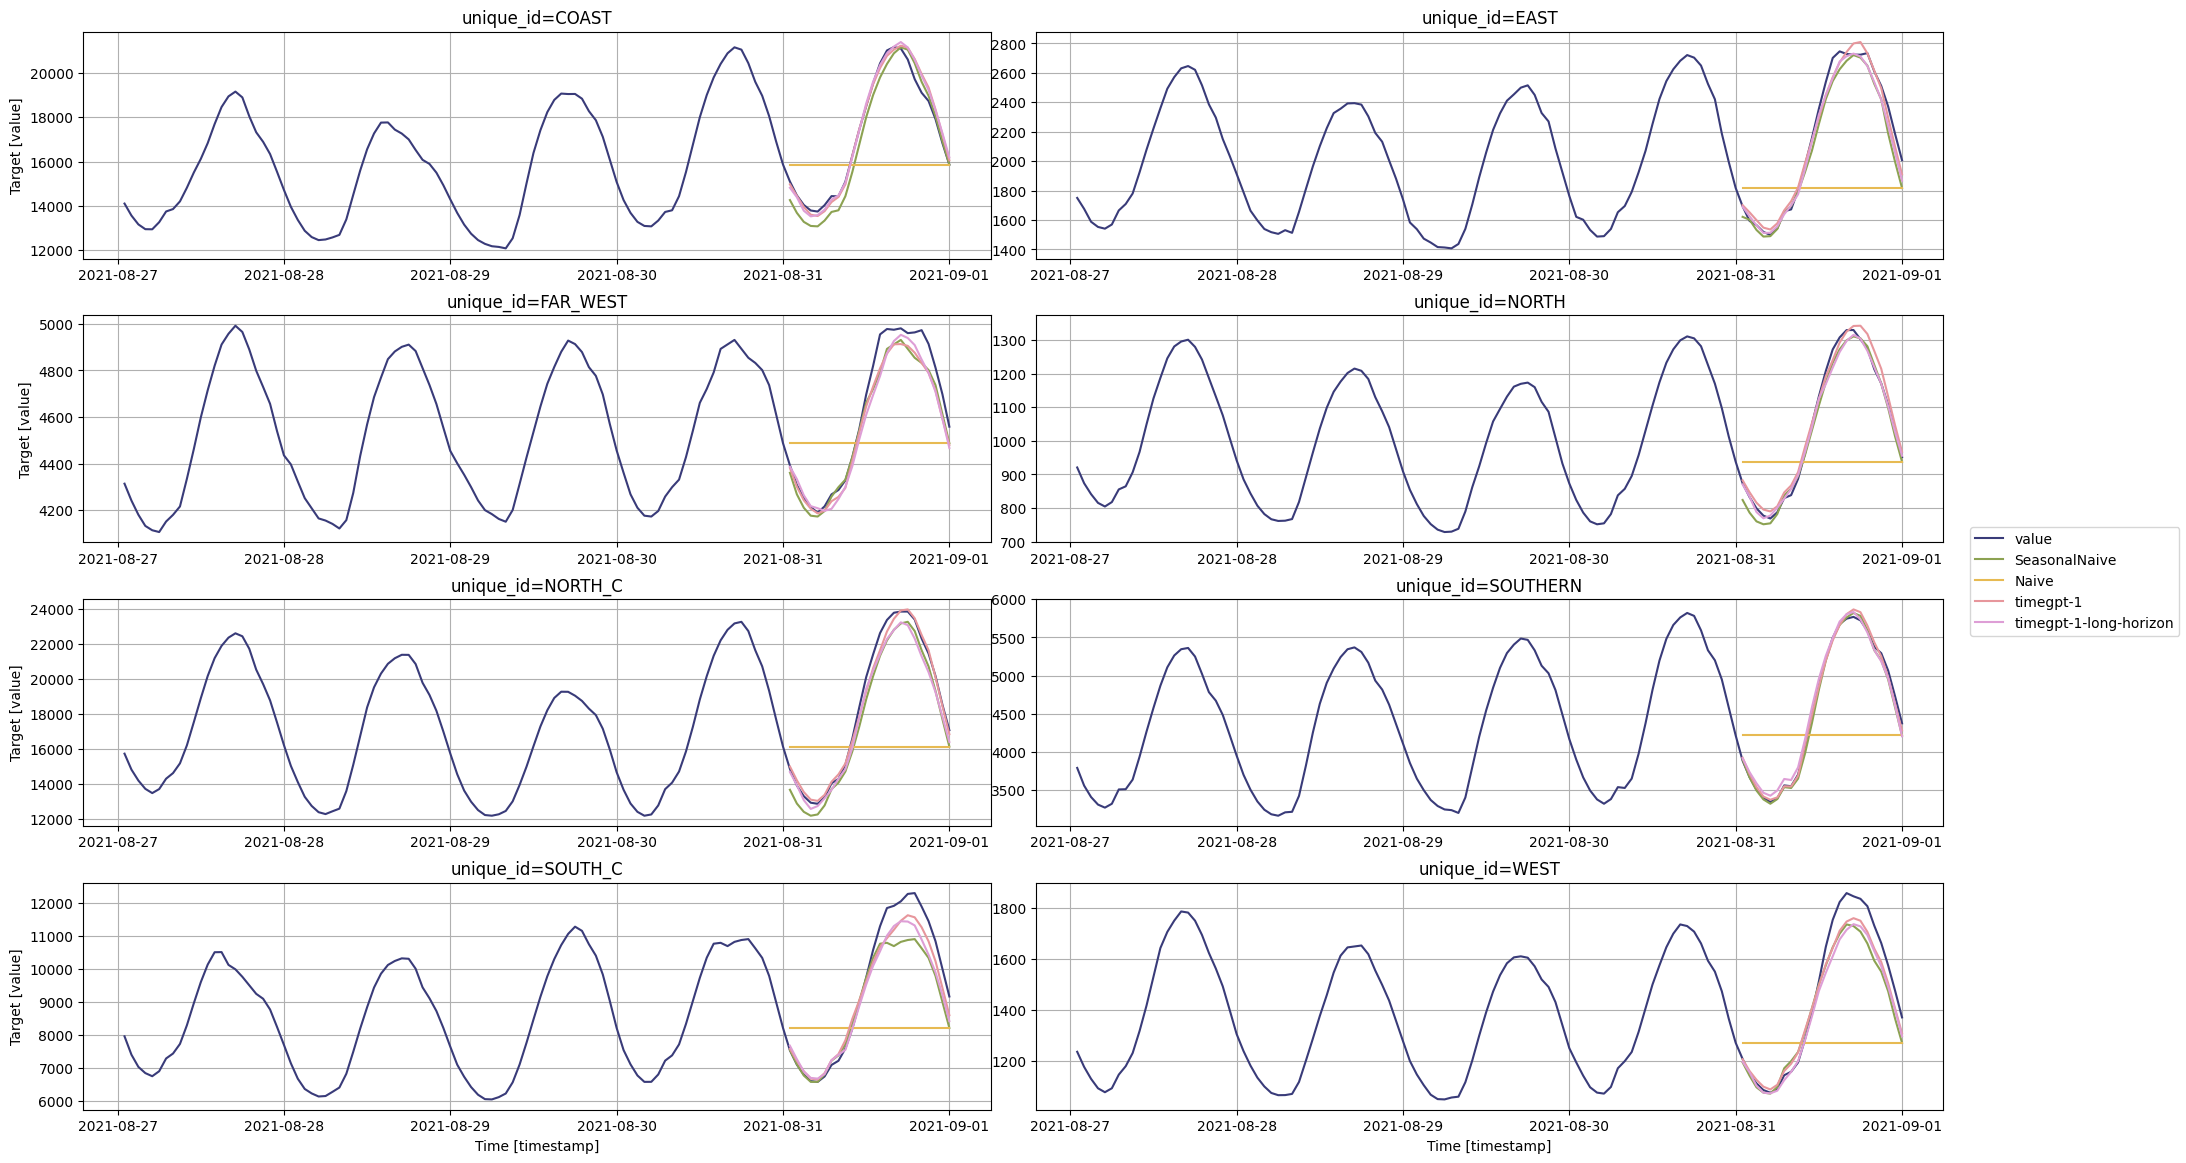 unique_id=COAST
Target [value]
20000
18000
16000
14000
12000
2021-08-27 2021-08-28 2021-08-29 2021-08-30 2021-08-31 2021-09-01
unique_id=EAST
2800
2600
2400
2200
2000
1800
1600
1400
2021-08-27 2021-08-28 2021-08-29 2021-08-30 2021-08-31 2021-09-01
unique_id=FAR_WEST
Target [value]
5000
4800
4600
4400
4200
2021-08-27 2021-08-28 2021-08-29 2021-08-30 2021-08-31 2021-09-01
unique_id=NORTH
1300
1200
1100
1000
900
800
700
2021-08-27 2021-08-28 2021-08-29 2021-08-30 2021-08-31 2021-09-01
unique_id=NORTH_C
Target [value]
24000
22000
20000
18000
16000
14000
12000
2021-08-27 2021-08-28 2021-08-29 2021-08-30 2021-08-31 2021-09-01
unique_id=SOUTHERN
6000
5500
5000
4500
4000
3500
2021-08-27 2021-08-28 2021-08-29 2021-08-30 2021-08-31 2021-09-01
unique_id=SOUTH_C
Target [value]
12000
11000
10000
9000
8000
7000
6000
2021-08-27 2021-08-28 2021-08-29 2021-08-30 2021-08-31 2021-09-01
Time [timestamp]
unique_id=WEST
1800
1600
1400
1200
2021-08-27 2021-08-28 2021-08-29 2021-08-30 2021-08-31 2021-09-01
Time [timestamp]
value
SeasonalNaive
Naive
timegpt-1
timegpt-1-long-horizon